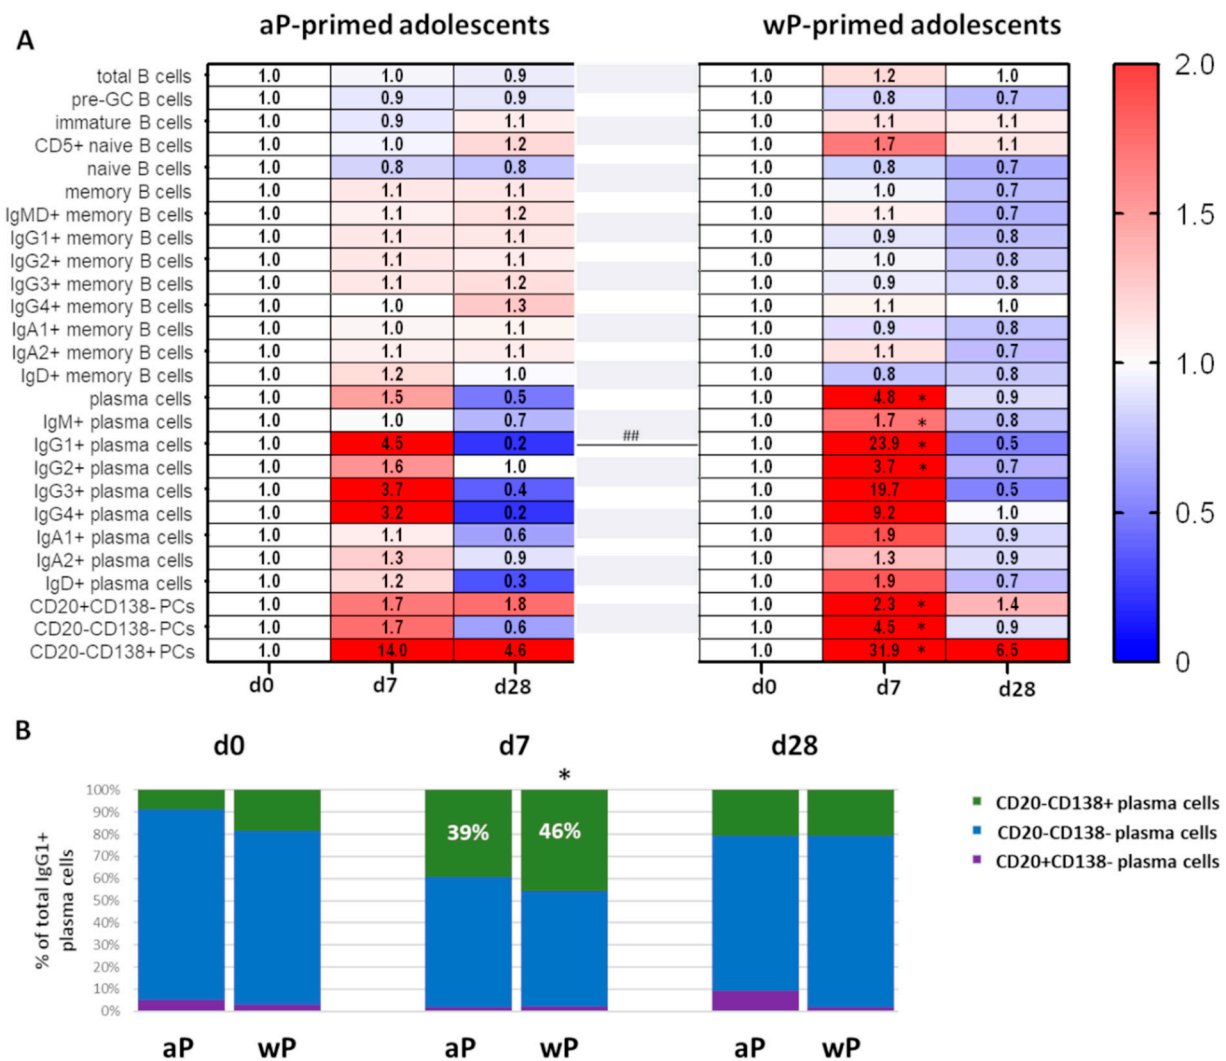 A
aP-primed adolescents wP-primed adolescents
total B cells 1.0 1.0 0.9 1.0 1.2 1.0
pre-GC B cells 1.0 0.9 0.9 1.0 0.8 0.7
immature B cells 1.0 0.9 1.1 1.0 1.1 1.1
CD5+ naive B cells 1.0 1.0 1.2 1.0 1.7 1.1
naive B cells 1.0 0.8 0.8 1.0 0.8 0.7
memory B cells 1.0 1.1 1.1 1.0 1.0 0.7
IgMD+ memory B cells 1.0 1.1 1.2 1.0 1.1 0.7
IgG1+ memory B cells 1.0 1.1 1.1 1.0 0.9 0.8
IgG2+ memory B cells 1.0 1.1 1.1 1.0 1.0 0.8
IgG3+ memory B cells 1.0 1.1 1.2 1.0 0.9 0.8
IgG4+ memory B cells 1.0 1.0 1.3 1.0 1.1 1.0
IgA1+ memory B cells 1.0 1.0 1.1 1.0 0.9 0.8
IgA2+ memory B cells 1.0 1.1 1.1 1.0 1.1 0.7
IgD+ memory B cells 1.0 1.2 1.0 1.0 0.8 0.8
plasma cells 1.0 1.5 0.5 1.0 4.8 * 0.9
IgM+ plasma cells 1.0 1.0 0.7 1.0 1.7 * 0.8
IgG1+ plasma cells 1.0 4.5 0.2 ## 1.0 23.9 * 0.5
IgG2+ plasma cells 1.0 1.6 1.0 1.0 3.7 * 0.7
IgG3+ plasma cells 1.0 3.7 0.4 1.0 19.7 0.5
IgG4+ plasma cells 1.0 3.2 0.2 1.0 9.2 1.0
IgA1+ plasma cells 1.0 1.1 0.6 1.0 1.9 0.9
IgA2+ plasma cells 1.0 1.3 0.9 1.0 1.3 0.9
IgD+ plasma cells 1.0 1.2 0.3 1.0 1.9 0.7
CD20+CD138- PCs 1.0 1.7 1.8 1.0 2.3 * 1.4
CD20-CD138- PCs 1.0 1.7 0.6 1.0 4.5 * 0.9
CD20-CD138+ PCs 1.0 14.0 4.6 1.0 31.9 * 6.5
d0 d7 d28 d0 d7 d28
2.0
1.5
1.0
0.5
0
B
d0 d7 d28
*
% of total IgG1+
plasma cells
100%
90%
80%
70%
60%
50%
40%
30%
20%
10%
0%
39% 46%
aP wP aP wP aP wP
CD20-CD138+ plasma cells
CD20-CD138- plasma cells
CD20+CD138- plasma cells